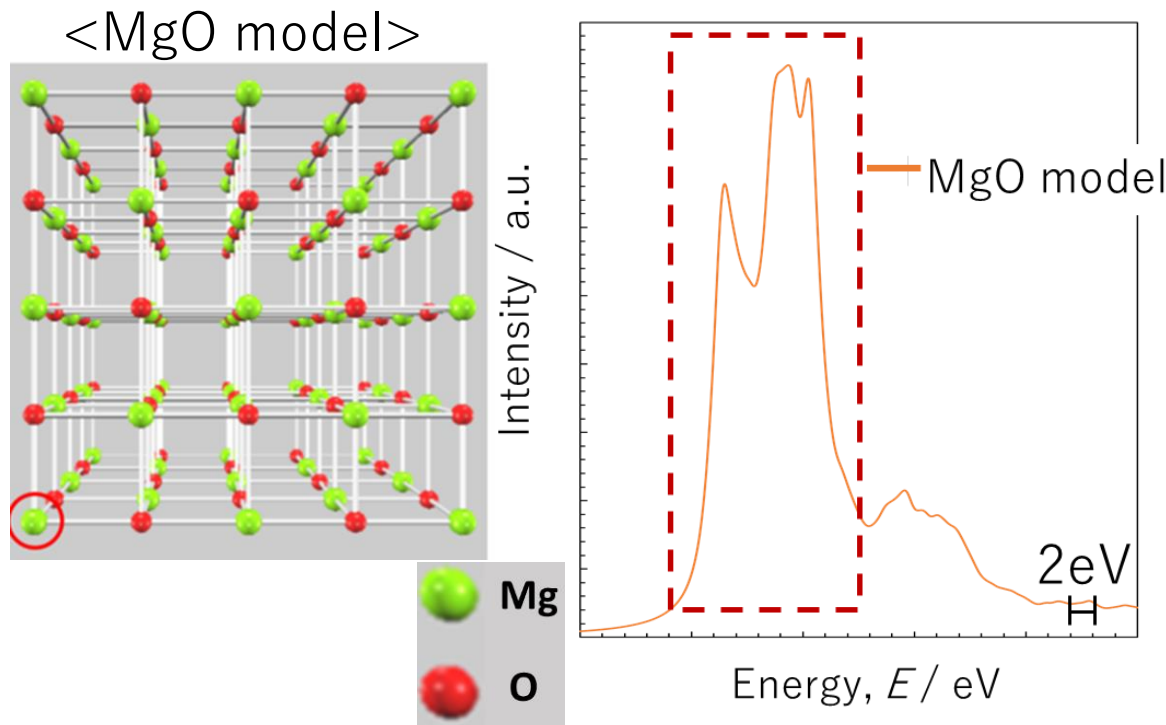 <MgO model>
Mg
O
Intensity / a.u.
MgO model
2eV
Energy, E / eV